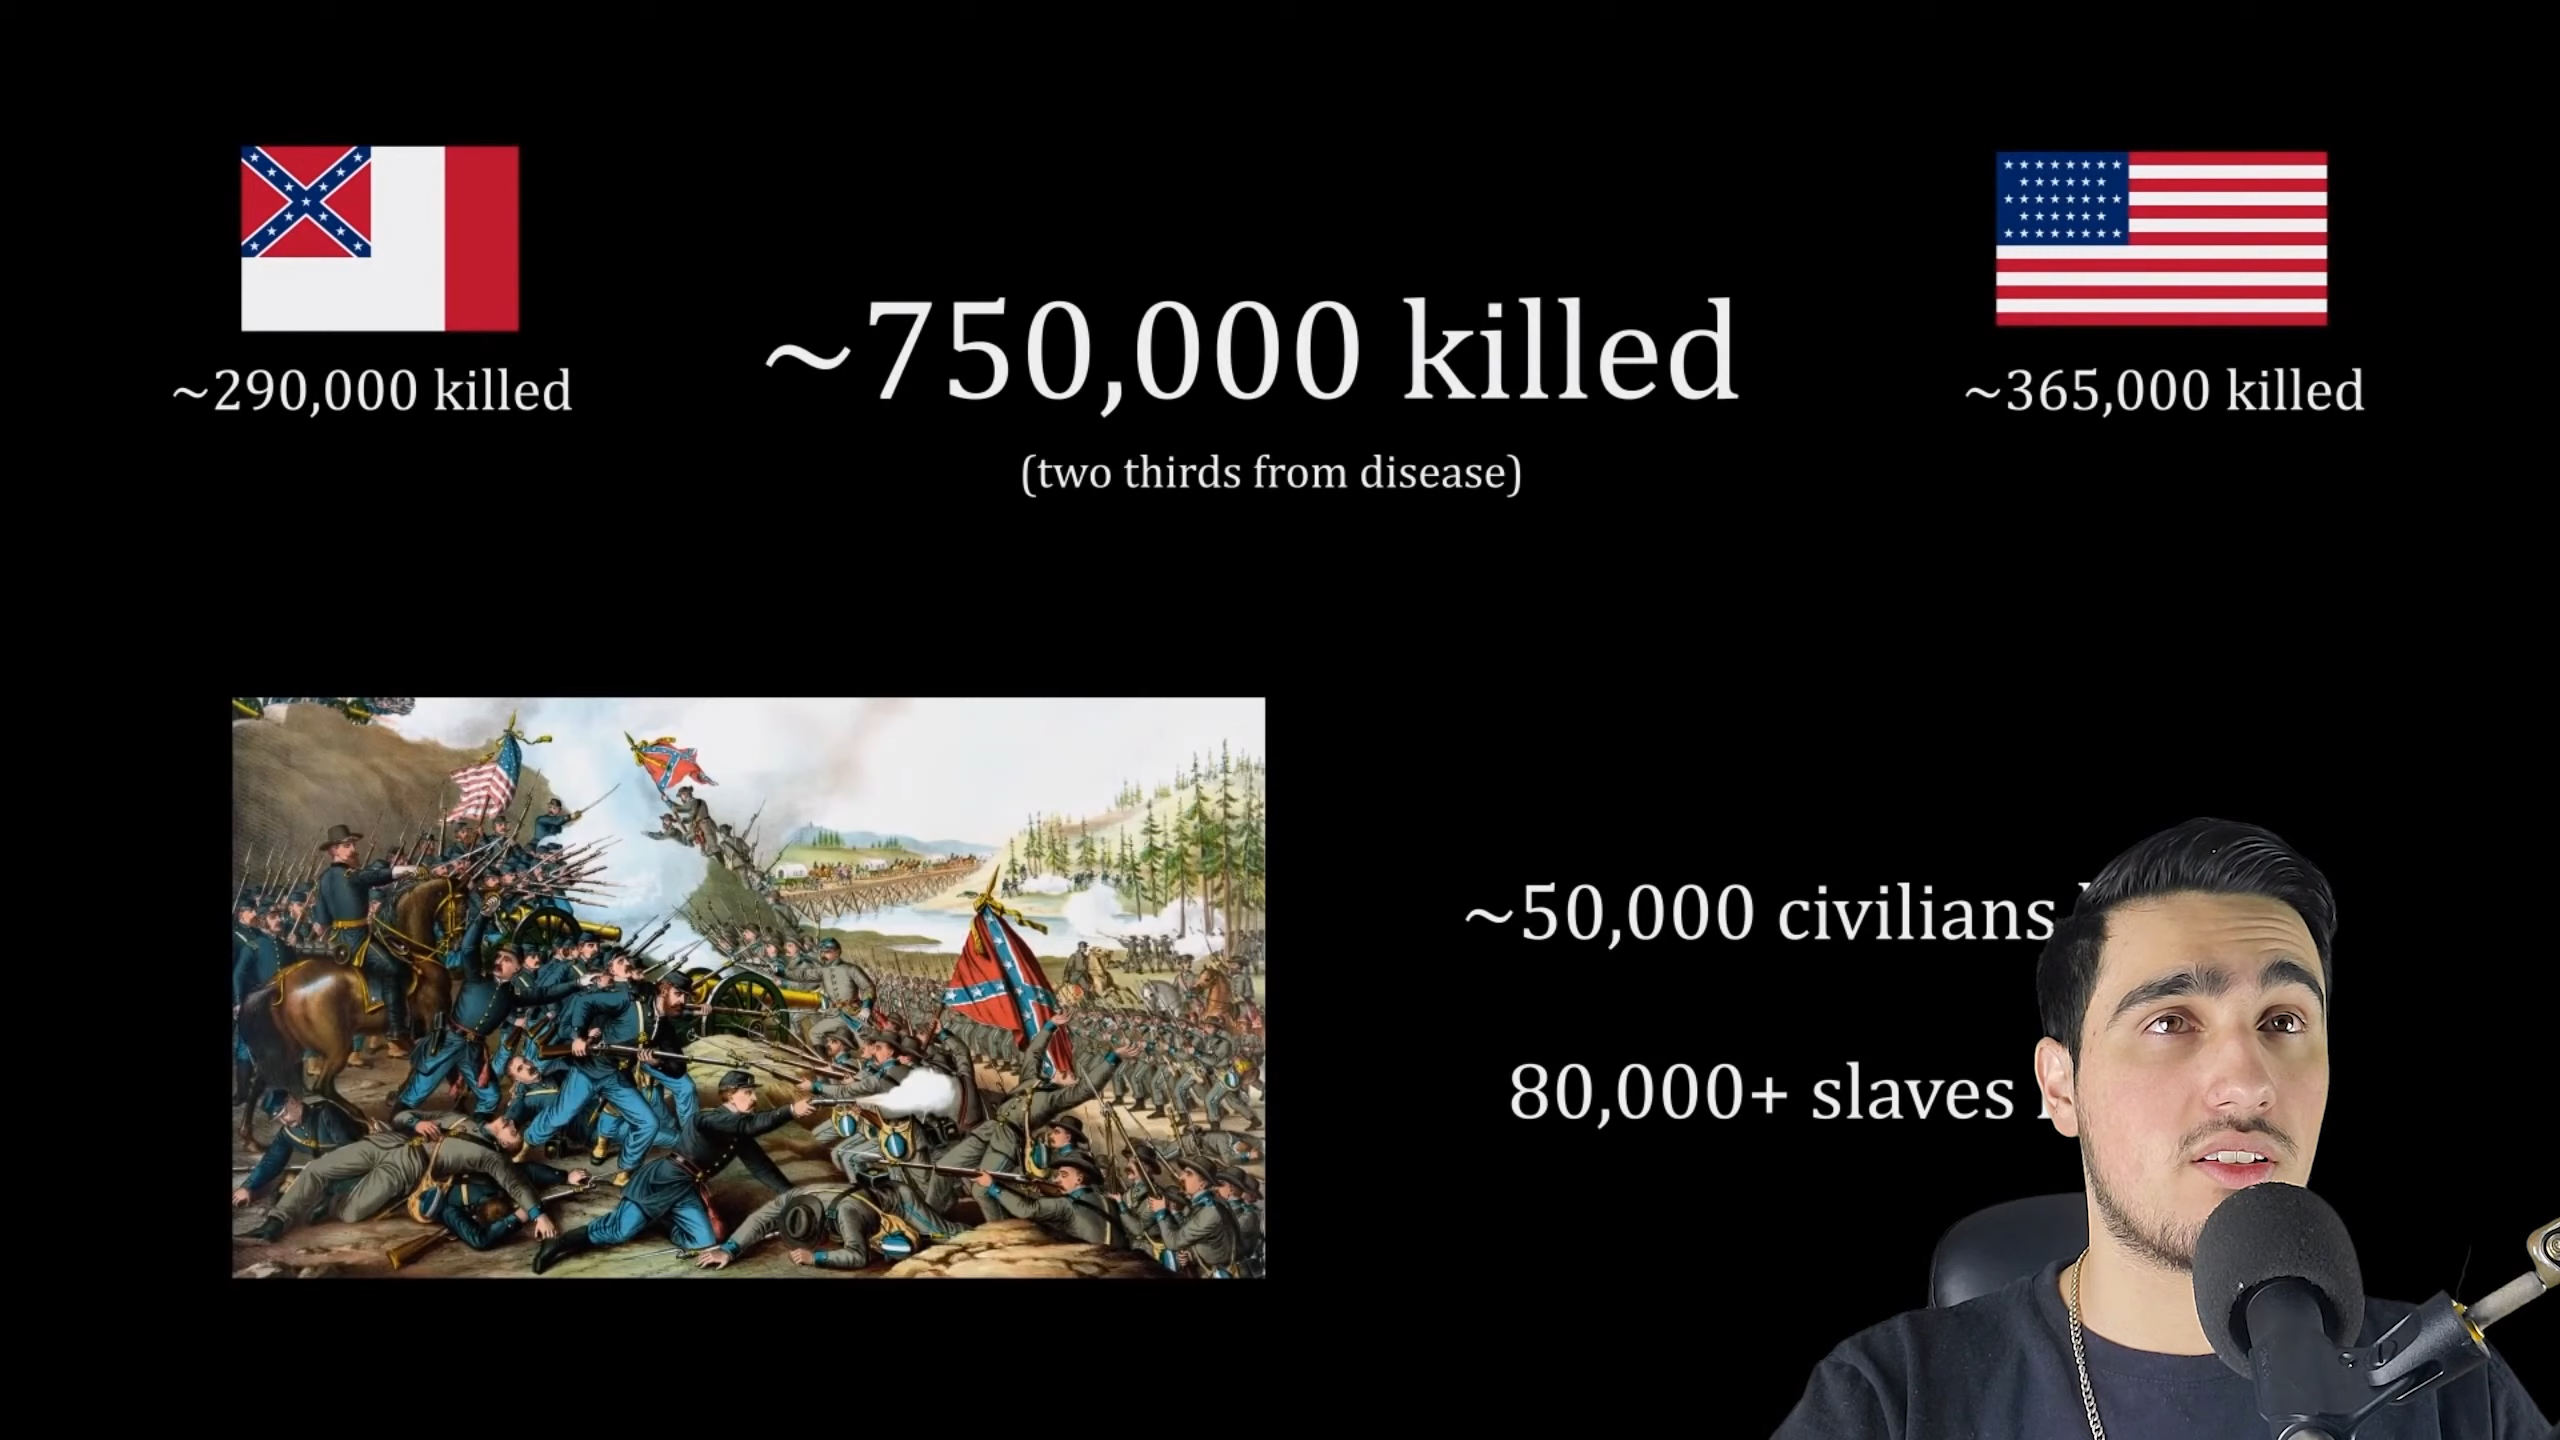 ~290,000 killed
~750,000 killed
(two thirds from disease)
~365,000 killed
~50,000 civilians
80,000+ slaves